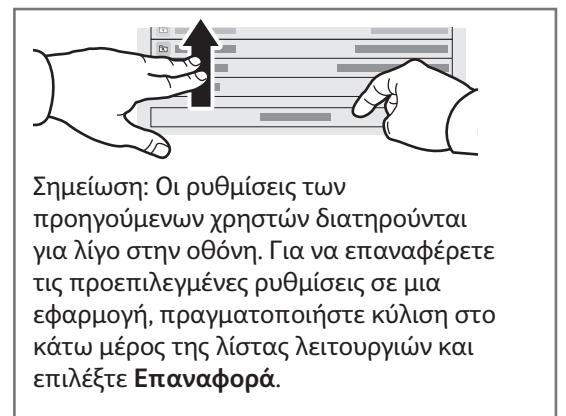 Σημείωση: Οι ρυθμίσεις των
προηγούμενων χρηστών διατηρούνται
για λίγο στην οθόνη. Για να επαναφέρετε
τις προεπιλεγμένες ρυθμίσεις σε μια
εφαρμογή, πραγματοποιήστε κύλιση στο
κάτω μέρος της λίστας λειτουργιών και
επιλέξτε Επαναφορά.